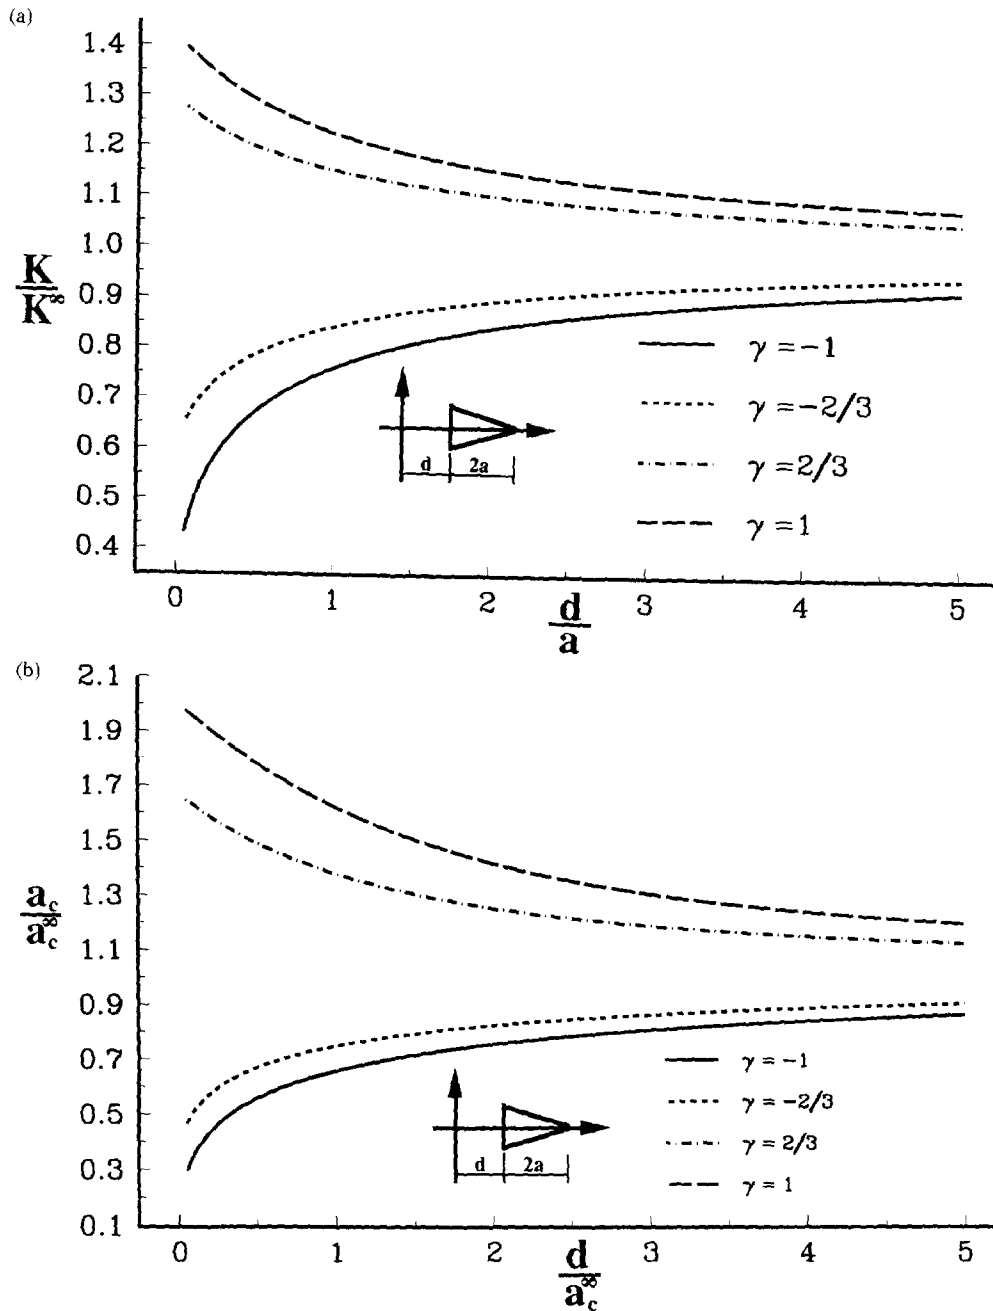 (a)
1.4
1.3
1.2
1.1
1.0
0.9
0.8
0.7
0.6
0.5
0.4
K
K∞
γ = -1
γ = -2/3
γ = 2/3
γ = 1
d 2a
0 1 2 3 4 5
d
a
(b)
2.1
1.9
1.7
1.5
1.3
1.1
0.9
0.7
0.5
0.3
0.1
a_c
a_c^∞
γ = -1
γ = -2/3
γ = 2/3
γ = 1
d 2a
0 1 2 3 4 5
d
a_c^∞